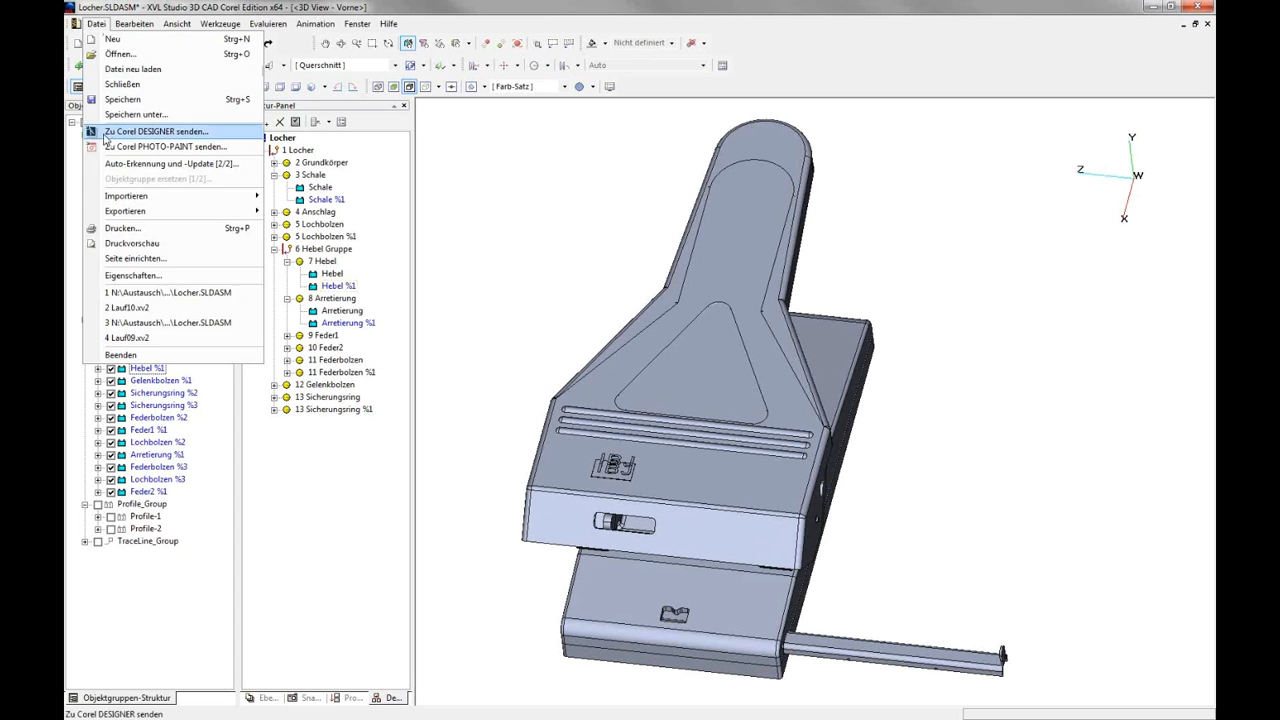 Locher.SLDASM* - XVL Studio 3D CAD Corel Edition x64 - [<3D View - Vorne>]
Datei Bearbeiten Ansicht Werkzeuge Evaluieren Animation Fenster Hilfe
Neu Strg+N
Öffnen... Strg+O
Datei neu laden
Schließen
Speichern Strg+S
Speichern unter...
Zu Corel DESIGNER senden...
Zu Corel PHOTO-PAINT senden...
Auto-Erkennung und -Update [2/2]...
Objektgruppe ersetzen [1/2]...
Importieren
Exportieren
Drucken... Strg+P
Druckvorschau
Seite einrichten...
Eigenschaften...
1 N:\Austausch\...\Locher.SLDASM
2 Lauf10.xv2
3 N:\Austausch\...\Locher.SLDASM
4 Lauf09.xv2
Beenden
Hebel %1
Gelenkbolzen %1
Sicherungsring %2
Sicherungsring %3
Federbolzen %2
Feder1 %1
Lochbolzen %2
Arretierung %1
Federbolzen %3
Lochbolzen %3
Feder2 %1
Profile_Group
Profile-1
Profile-2
TraceLine_Group
Nicht definiert
[ Querschnitt ]
Auto
[ Farb-Satz ]
Obj
tur-Panel
Locher
1 Locher
2 Grundkörper
3 Schale
Schale
Schale %1
4 Anschlag
5 Lochbolzen
5 Lochbolzen %1
6 Hebel Gruppe
7 Hebel
Hebel
Hebel %1
8 Arretierung
Arretierung
Arretierung %1
9 Feder1
10 Feder2
11 Federbolzen
11 Federbolzen %1
12 Gelenkbolzen
13 Sicherungsring
13 Sicherungsring %1
Y
Z
W
X
Objektgruppen-Struktur
Ebe... Sna... Pro... De...
Zu Corel DESIGNER senden